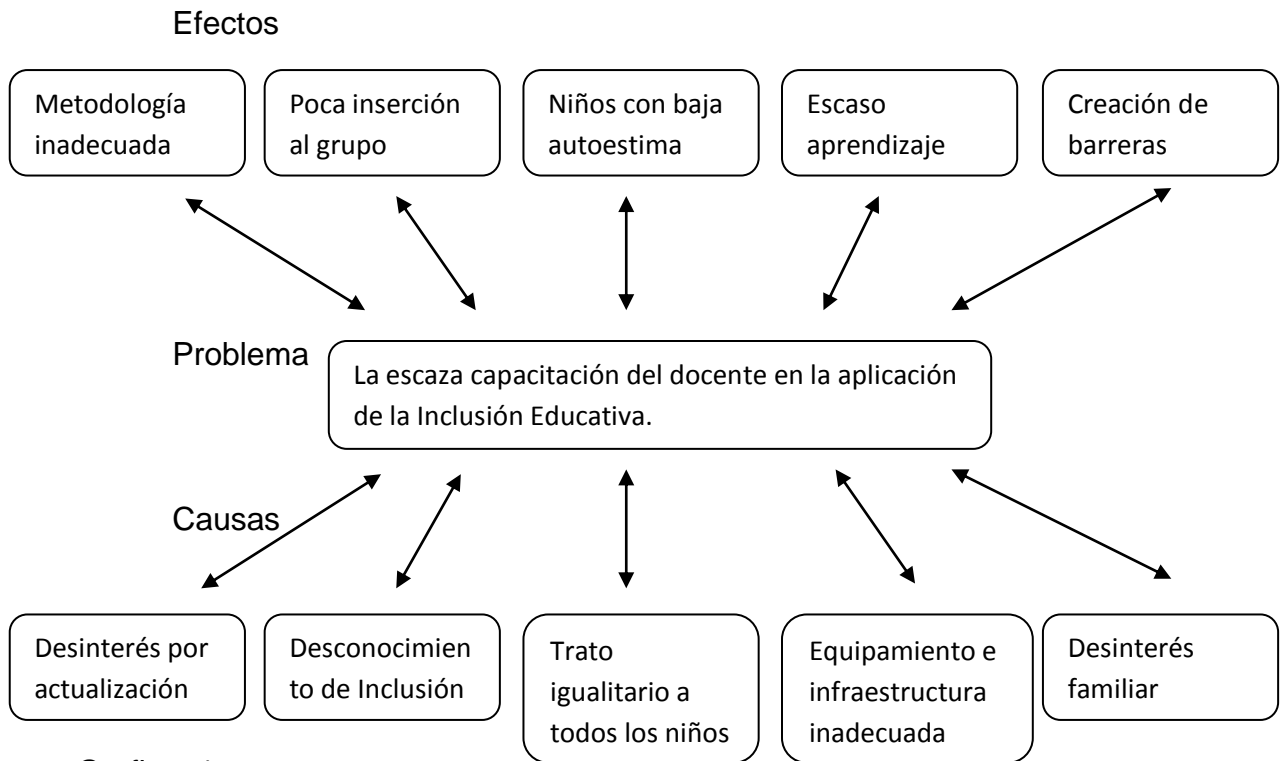 Efectos
Metodología
inadecuada
Poca inserción
al grupo
Niños con baja
autoestima
Escaso
aprendizaje
Creación de
barreras
Problema
La escaza capacitación del docente en la aplicación
de la Inclusión Educativa.
Causas
Desinterés por
actualización
Desconocimien
to de Inclusión
Trato
igualitario a
todos los niños
Equipamiento e
infraestructura
inadecuada
Desinterés
familiar